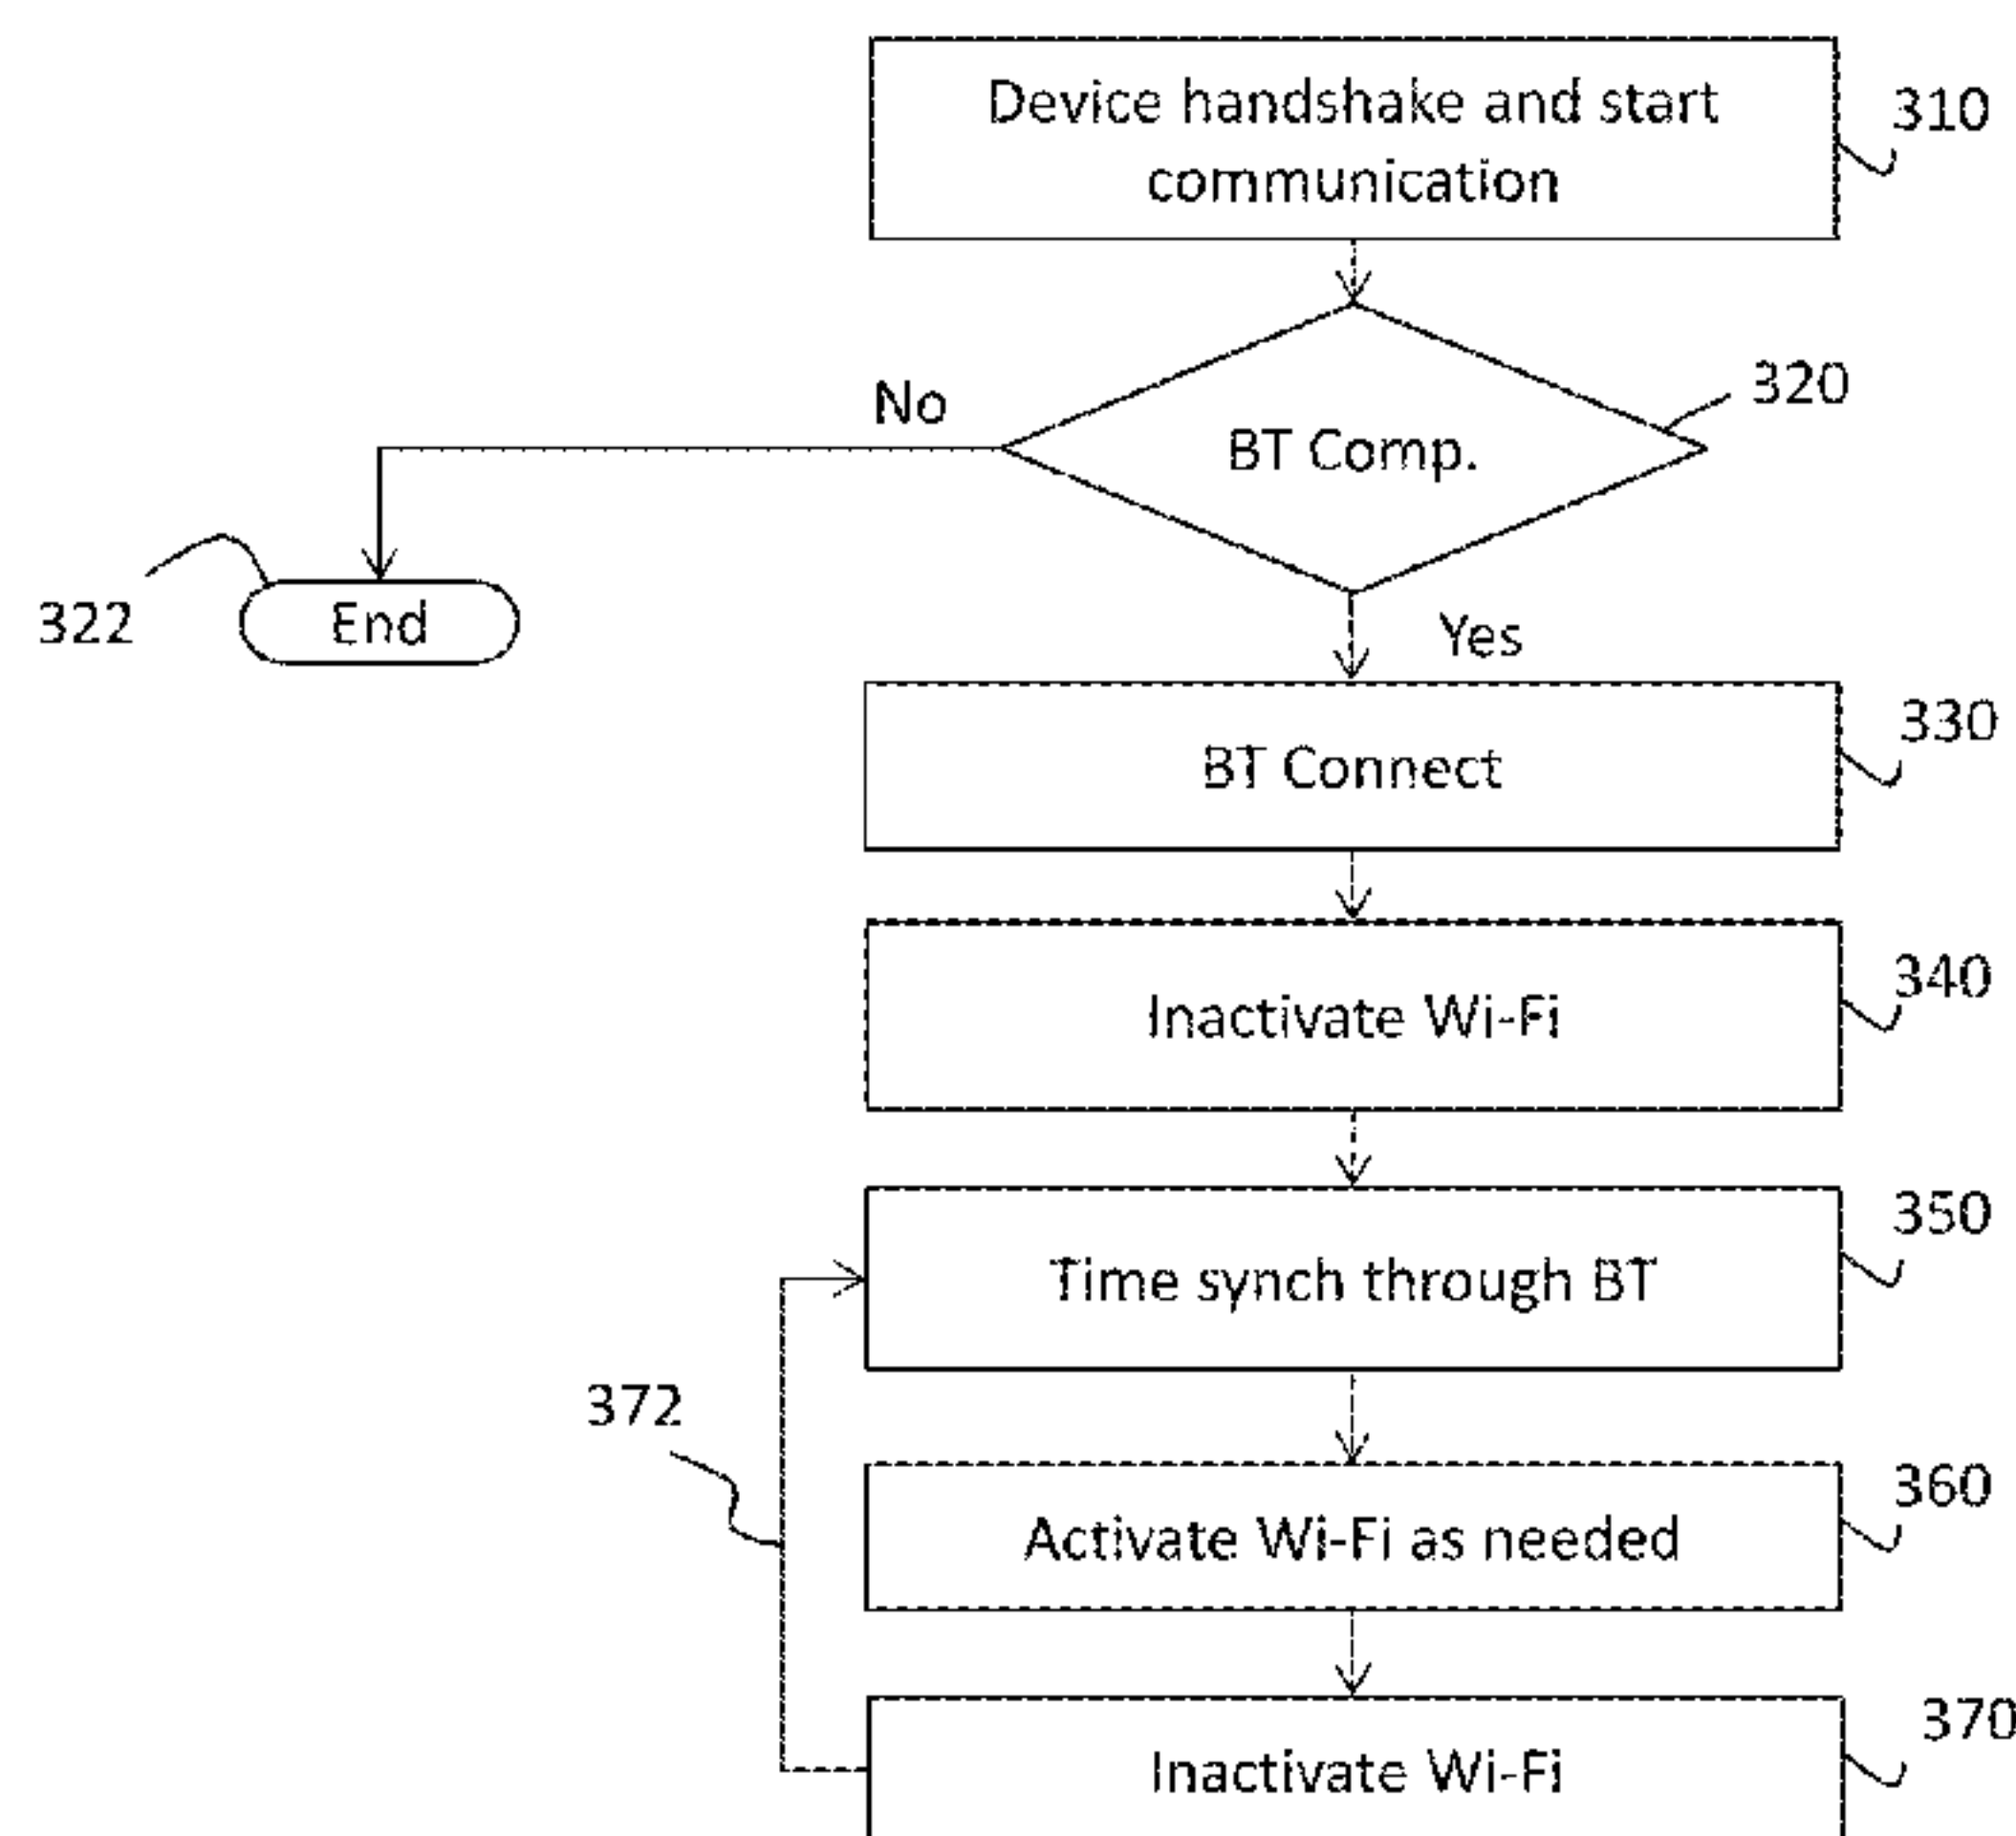 Device handshake and start
communication
310
320
No
BT Comp.
322
End
Yes
330
BT Connect
340
Inactivate Wi-Fi
350
Time synch through BT
372
360
Activate Wi-Fi as needed
370
Inactivate Wi-Fi